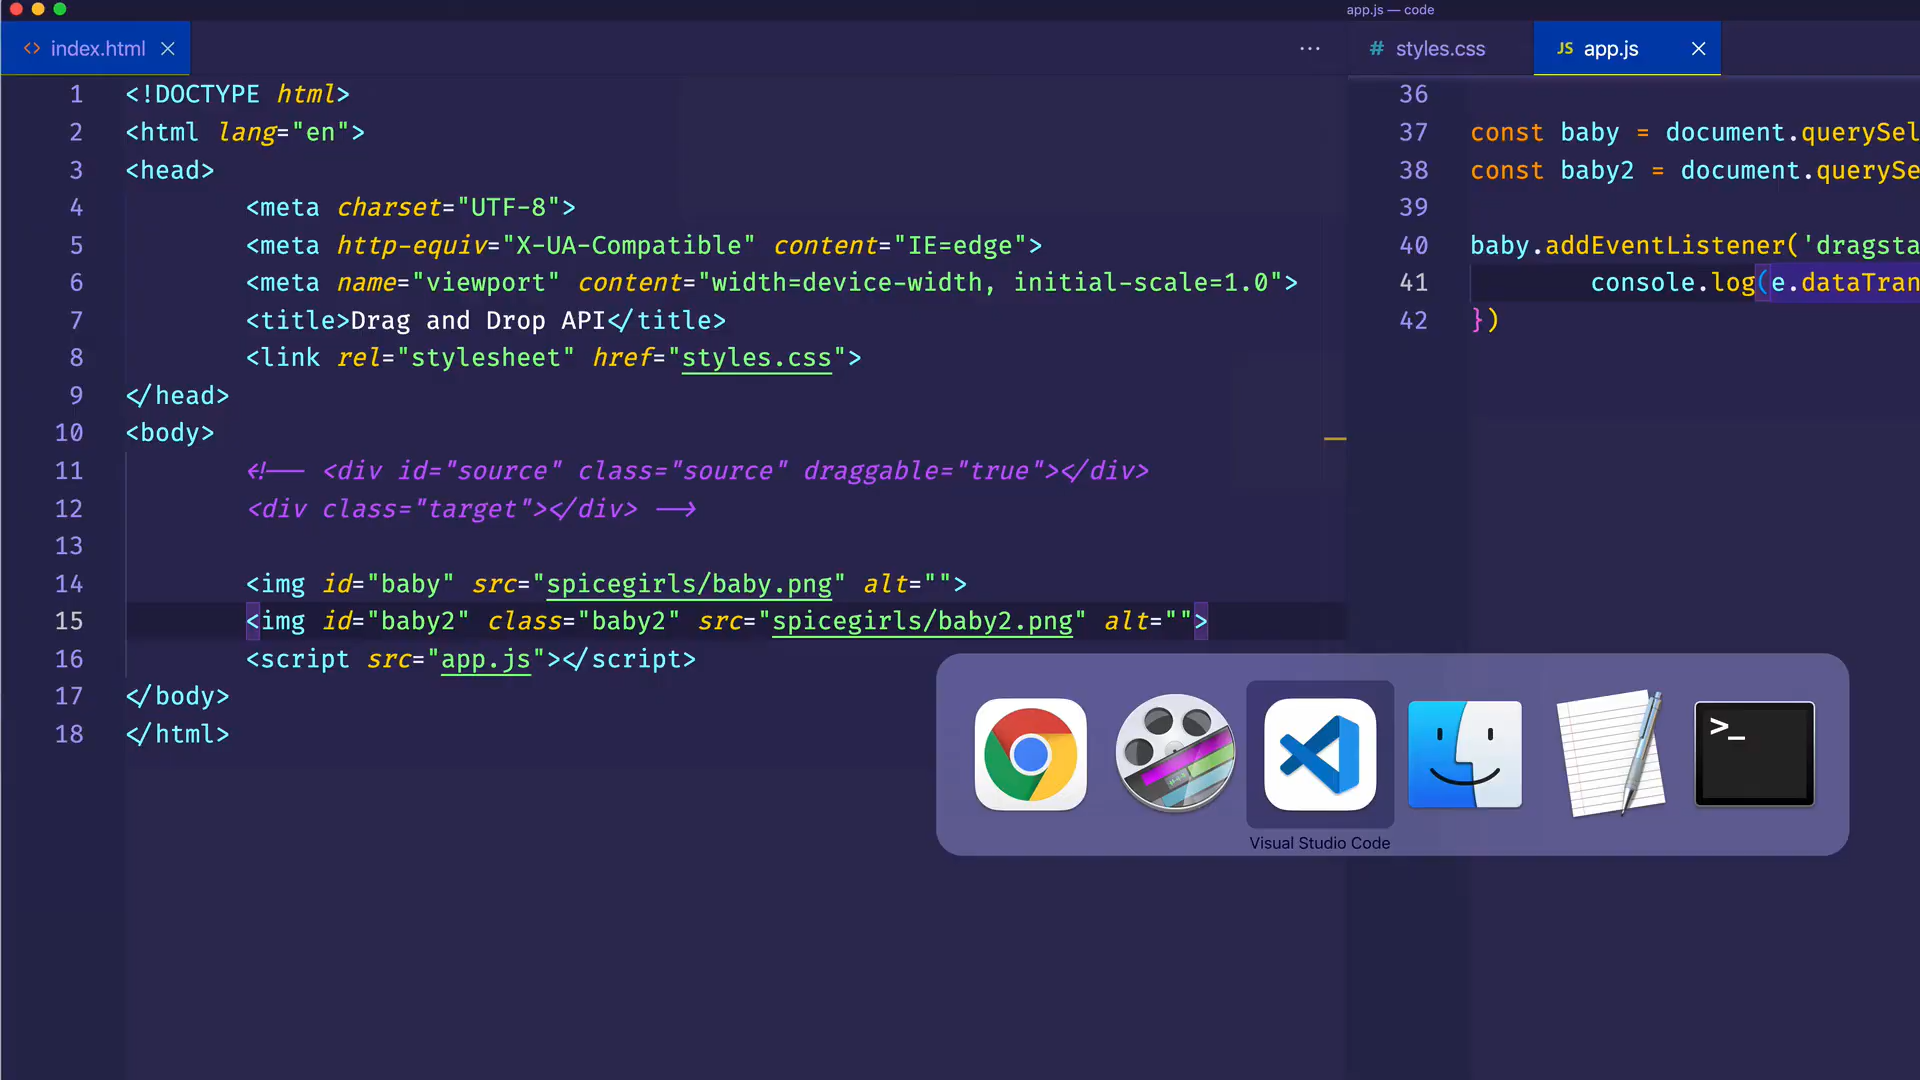 app.js — code
index.html
styles.css
JS app.js
1 <!DOCTYPE html>
2 <html lang="en">
3 <head>
4 <meta charset="UTF-8">
5 <meta http-equiv="X-UA-Compatible" content="IE=edge">
6 <meta name="viewport" content="width=device-width, initial-scale=1.0">
7 <title>Drag and Drop API</title>
8 <link rel="stylesheet" href="styles.css">
9 </head>
10 <body>
11 <!-- <div id="source" class="source" draggable="true"></div>
12 <div class="target"></div> -->
13
14 <img id="baby" src="spicegirls/baby.png" alt="">
15 <img id="baby2" class="baby2" src="spicegirls/baby2.png" alt="">
16 <script src="app.js"></script>
17 </body>
18 </html>
36
37 const baby = document.querySel
38 const baby2 = document.querySe
39
40 baby.addEventListener('dragsta
41 console.log(e.dataTran
42 })
>_
Visual Studio Code